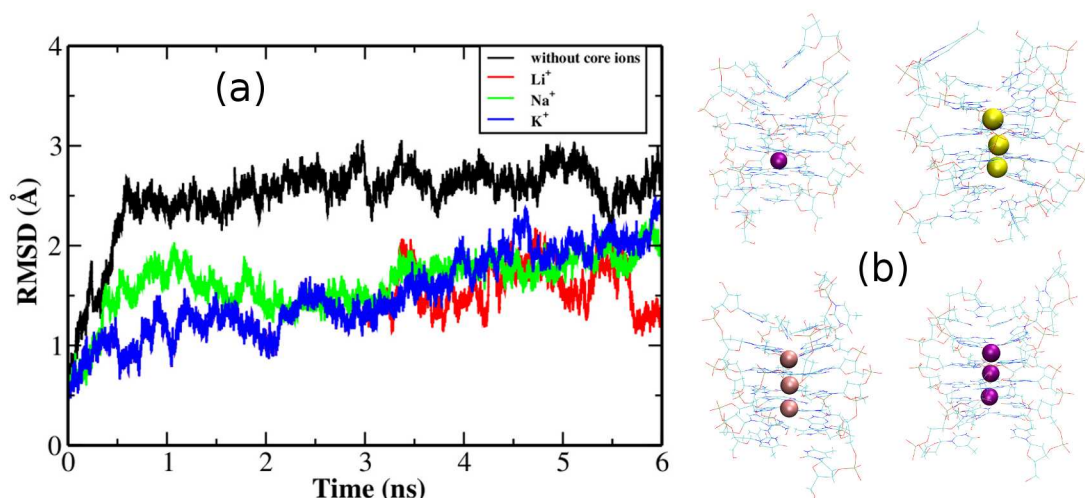 (a)
without core ions
Li+
Na+
K+
RMSD (Å)
4
3
2
1
0
0 1 2 3 4 5 6
Time (ns)
(b)